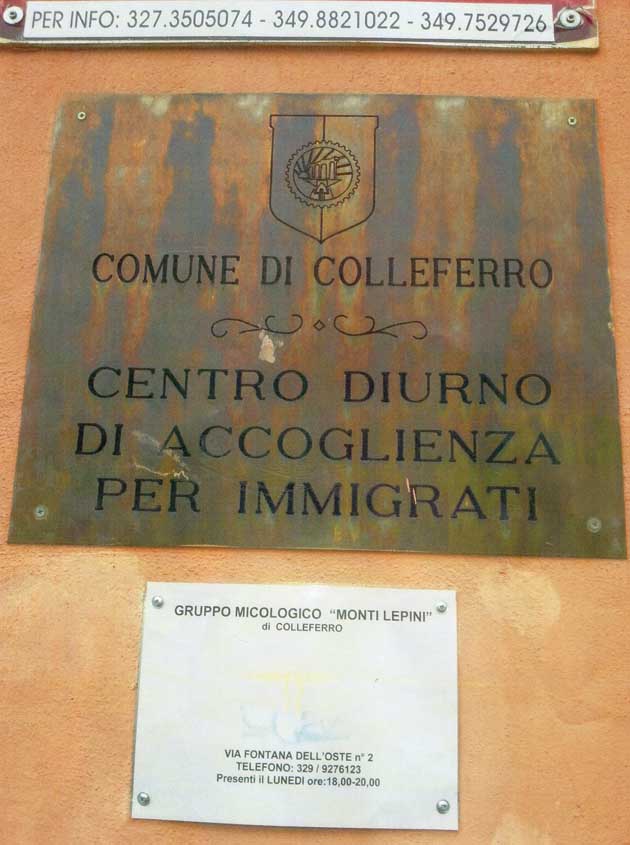 PER INFO: 327.3505074 - 349.8821022 - 349.7529726
COMUNE DI COLLEFERRO
CENTRO DIURNO
DI ACCOGLIENZA
PER IMMIGRATI
GRUPPO MICOLOGICO "MONTI LEPINI"
di COLLEFERRO
VIA FONTANA DELL'OSTE n° 2
TELEFONO: 329 / 9276123
Presenti il LUNEDI ore:18,00-20,00